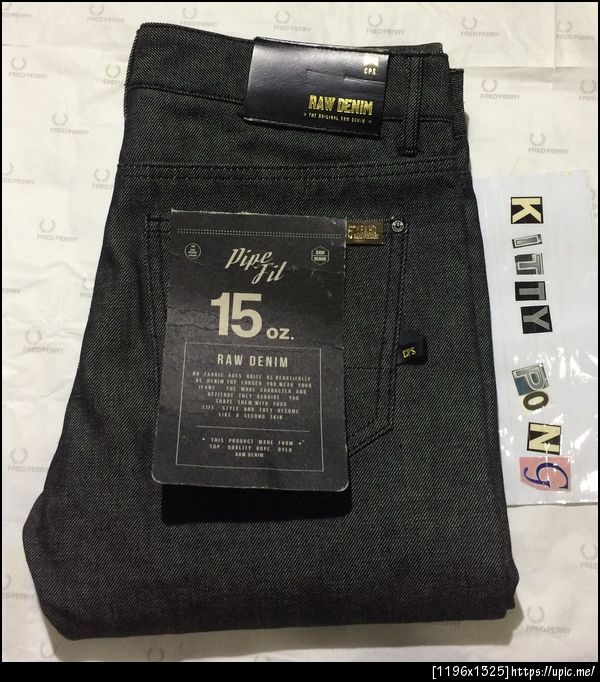 FRED PERRY
CPS
RAW DENIM
THE ORIGINAL RAW DENIM
Pipe
Fit
RAW
DENIM
15 oz.
RAW DENIM
NO FABRIC AGES QUITE AS BEAUTIFULLY
AS DENIM THE LONGER YOU WEAR YOUR
JEANS THE MORE CHARACTER AND
ATTITUDE THEY ACQUIRE YOU
SHAPE THEM WITH YOUR
LIFE-STYLE AND THEY BECOME
LIKE A SECOND SKIN
THIS PRODUCT MADE FROM
TOP-QUALITY ROPE-DYED
RAW DENIM
CPS
KITTY PONG
[1196x1325]https://upic.me/